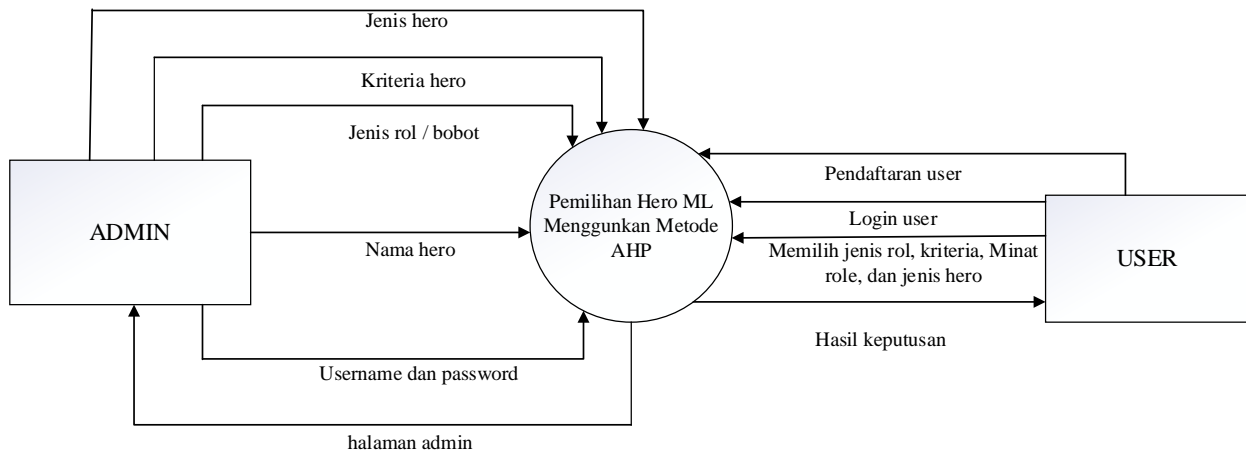 Jenis hero
Kriteria hero
Jenis rol / bobot
ADMIN
Nama hero
Username dan password
halaman admin
Pemilihan Hero ML
Menggunkan Metode
AHP
Pendaftaran user
Login user
Memilih jenis rol, kriteria, Minat
role, dan jenis hero
Hasil keputusan
USER